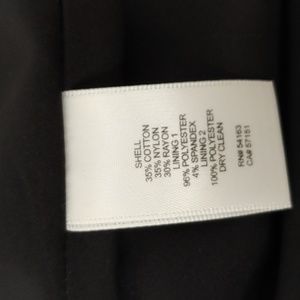 SHELL
35% COTTON
35% NYLON
30% RAYON
LINING 1
96% POLYESTER
4% SPANDEX
LINING 2
100% POLYESTER
DRY CLEAN
RN# 54163
CA# 57151